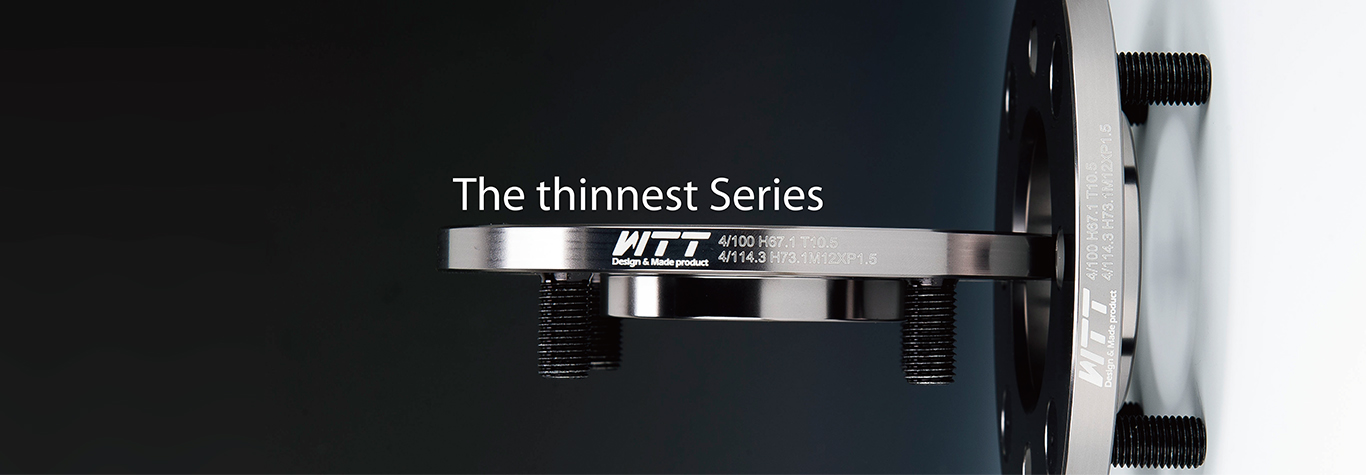 The thinnest Series
WTT
Design & Made product
4/100 H67.1 T10.5
4/114.3 H73.1M12XP1.5
4/100 H67.1 T10.5
4/114.3 H73.1M12XP1.5
WTT
Design & Made product